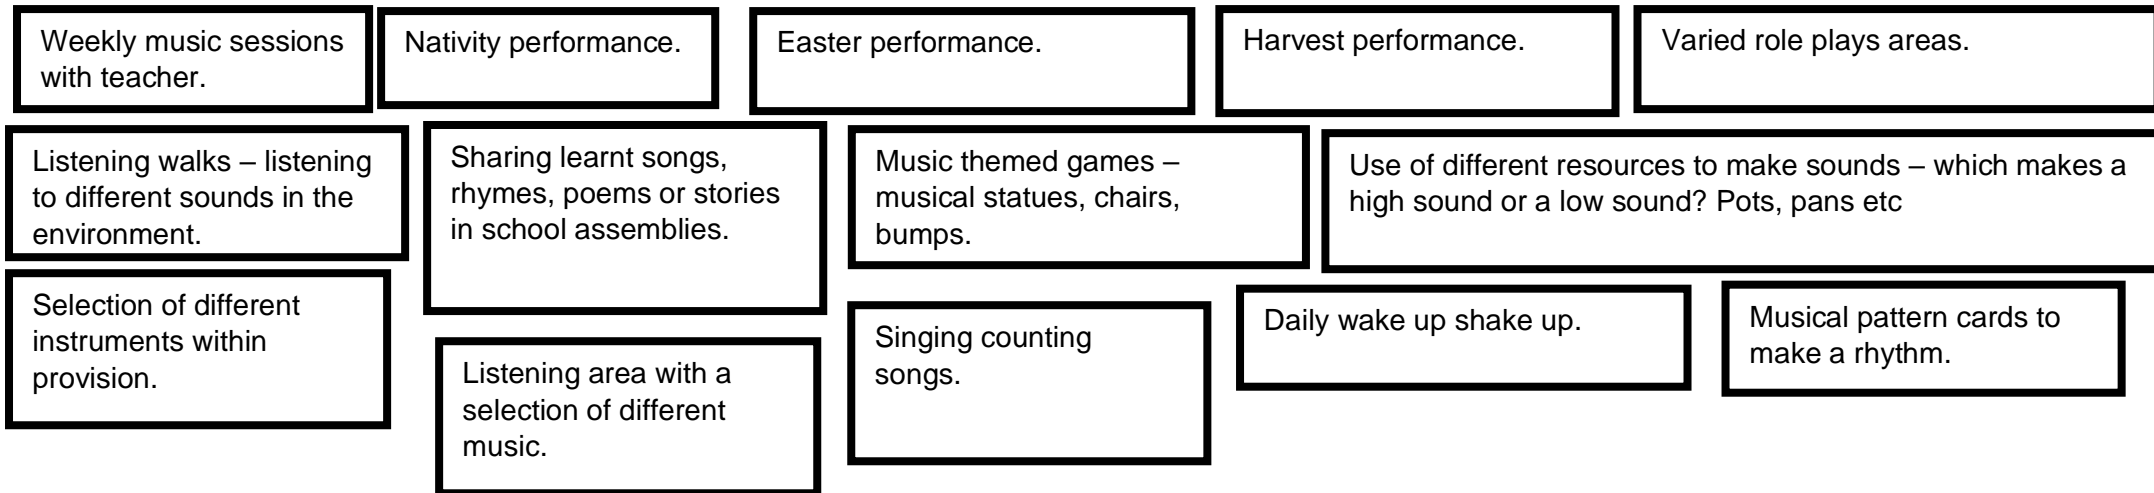 Weekly music sessions
with teacher.
Nativity performance.
Easter performance.
Harvest performance.
Varied role plays areas.
Listening walks – listening
to different sounds in the
environment.
Sharing learnt songs,
rhymes, poems or stories
in school assemblies.
Music themed games –
musical statues, chairs,
bumps.
Use of different resources to make sounds – which makes a
high sound or a low sound? Pots, pans etc
Selection of different
instruments within
provision.
Listening area with a
selection of different
music.
Singing counting
songs.
Daily wake up shake up.
Musical pattern cards to
make a rhythm.